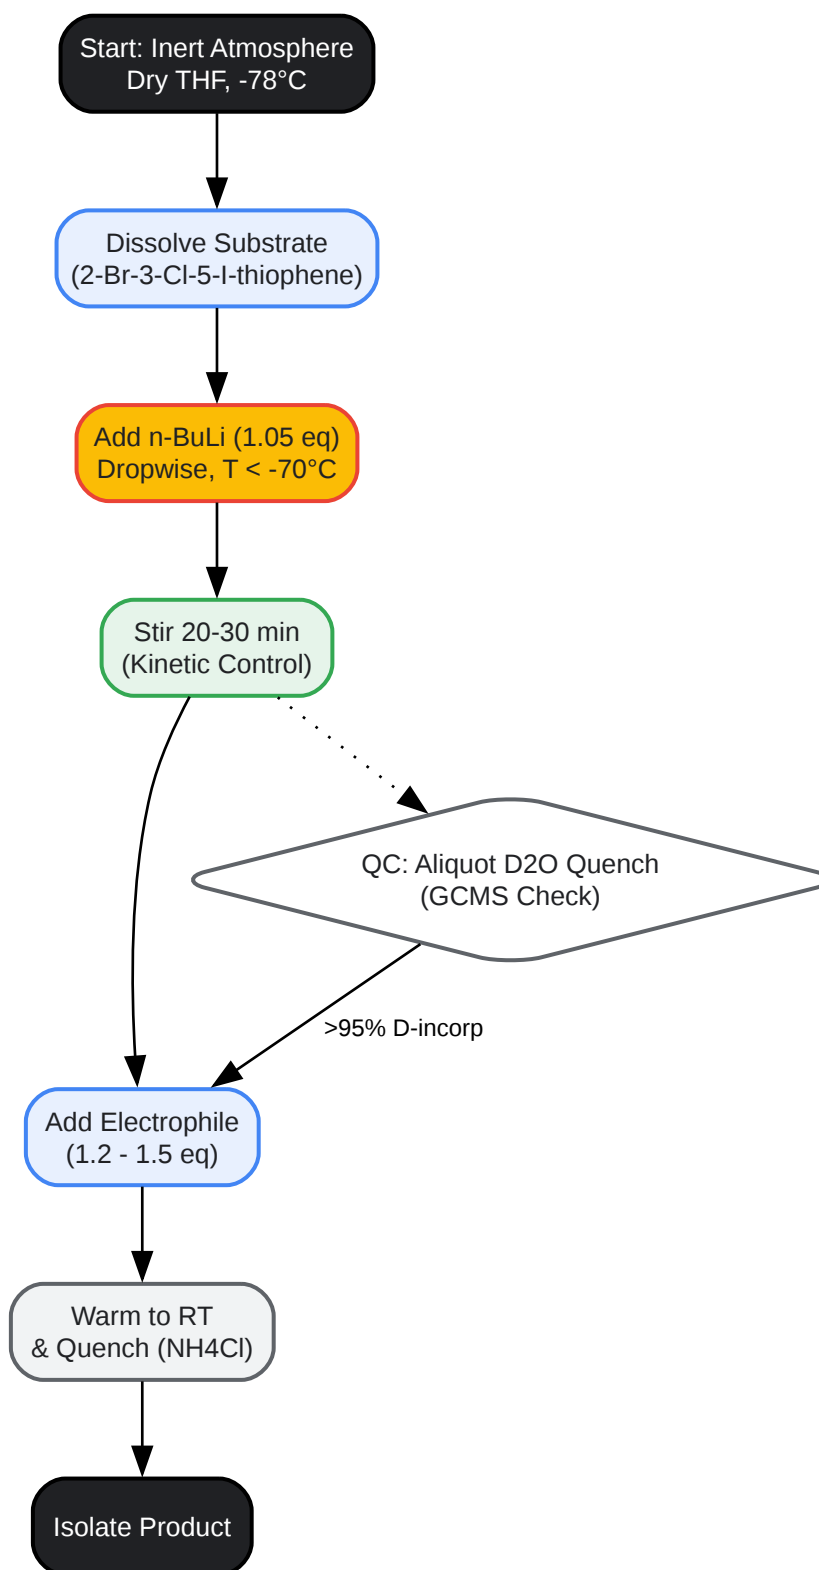 Start: Inert Atmosphere
Dry THF, -78°C
Dissolve Substrate
(2-Br-3-Cl-5-I-thiophene)
Add n-BuLi (1.05 eq)
Dropwise, T < -70°C
Stir 20-30 min
(Kinetic Control)
QC: Aliquot D2O Quench
(GCMS Check)
>95% D-incorp
Add Electrophile
(1.2 - 1.5 eq)
Warm to RT
& Quench (NH4Cl)
Isolate Product